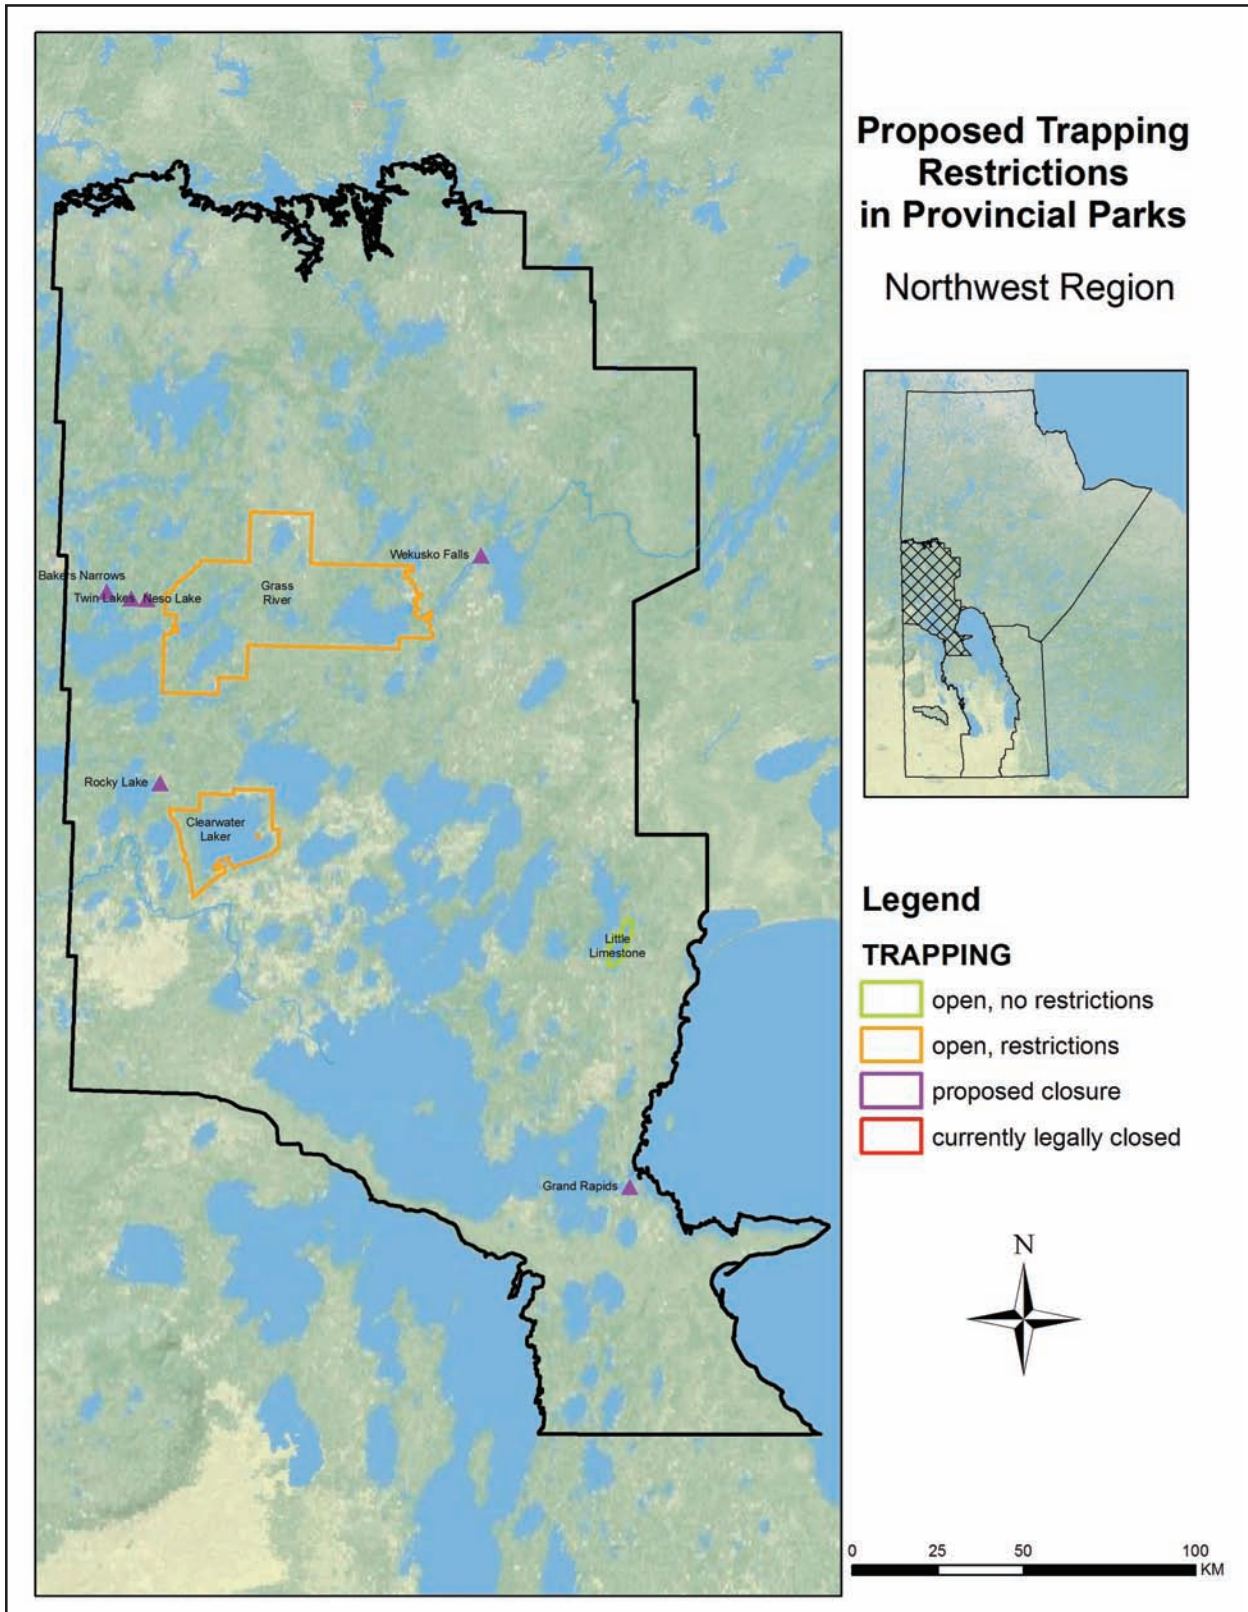 Proposed Trapping
Restrictions
in Provincial Parks
Northwest Region
Wekusko Falls
Bakers Narrows
Twin Lakes
Neso Lake
Grass
River
Rocky Lake
Clearwater
Laker
Little
Limestone
Grand Rapids
Legend
TRAPPING
open, no restrictions
open, restrictions
proposed closure
currently legally closed
N
0 25 50 100
KM